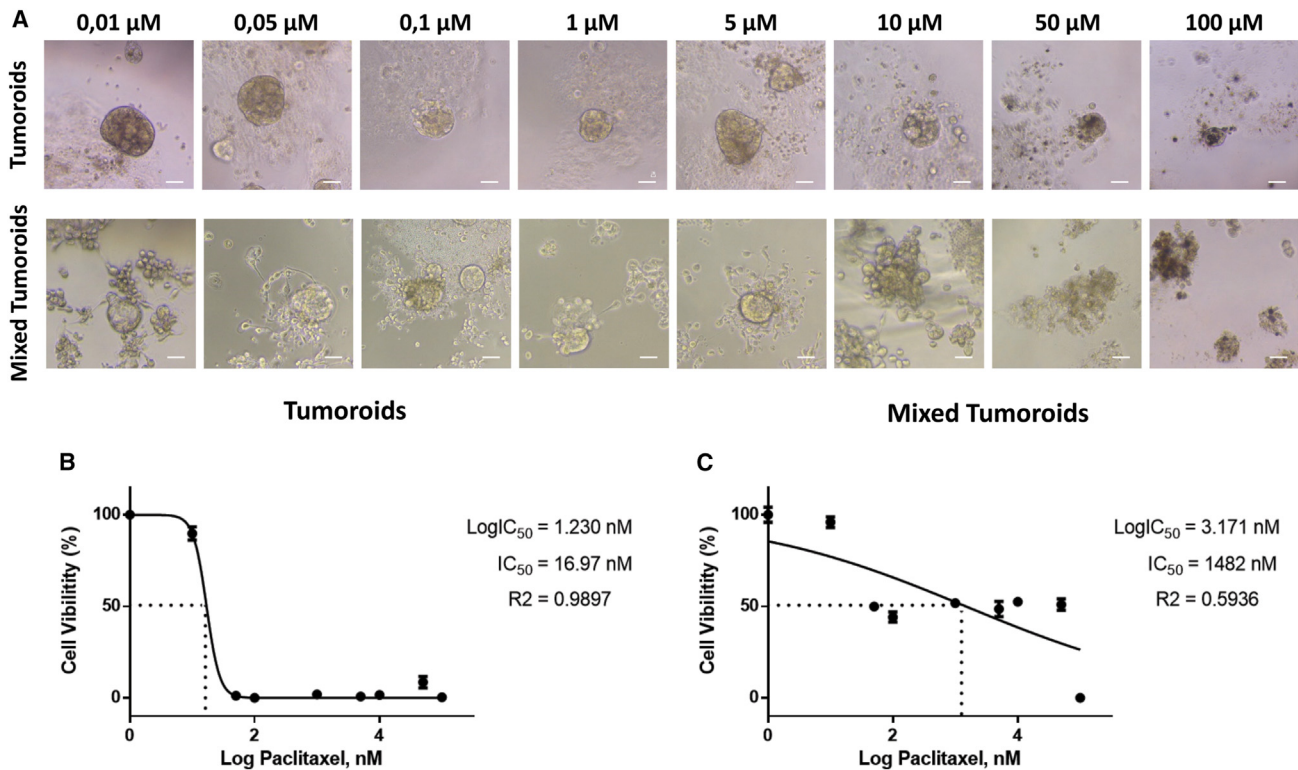 A
0,01 µM 0,05 µM 0,1 µM 1 µM 5 µM 10 µM 50 µM 100 µM
Tumoroids
Mixed Tumoroids
Tumoroids
B
Cell Vibilitity (%)
100
50
0
0 2 4
Log Paclitaxel, nM
LogIC50 = 1.230 nM
IC50 = 16.97 nM
R2 = 0.9897
Mixed Tumoroids
C
Cell Vibilitity (%)
100
50
0
0 2 4
Log Paclitaxel, nM
LogIC50 = 3.171 nM
IC50 = 1482 nM
R2 = 0.5936